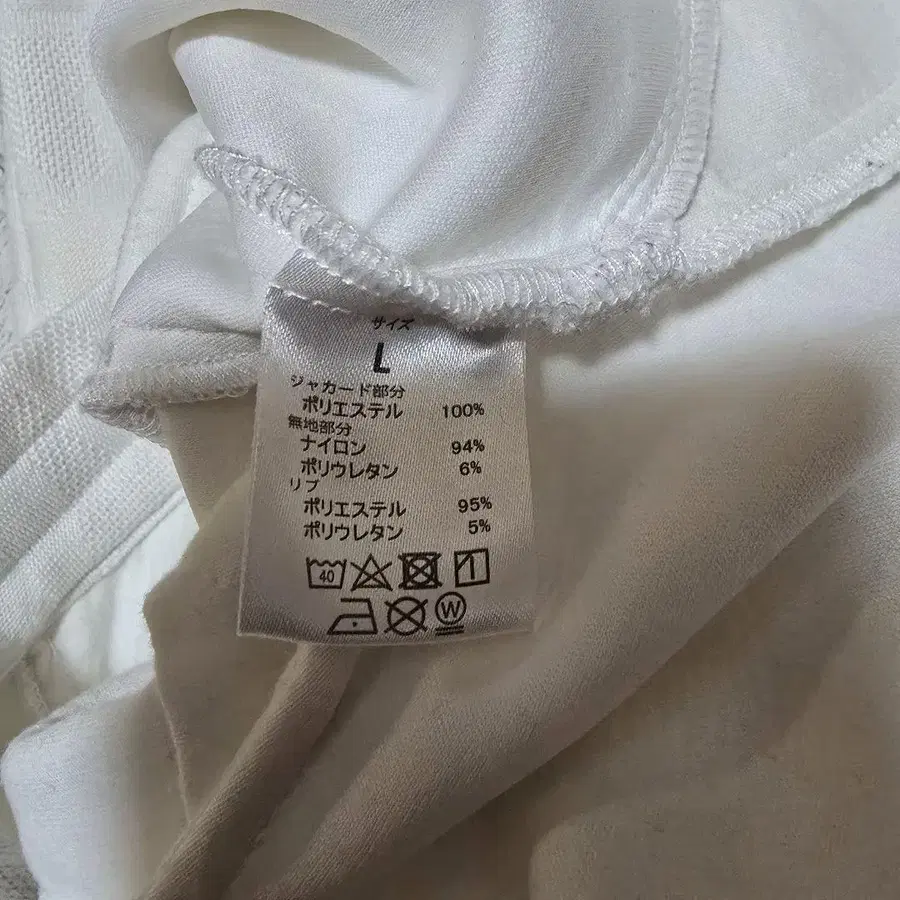 サイズ
L
ジャカード部分
ポリエステル 100%
無地部分
ナイロン 94%
ポリウレタン 6%
リブ
ポリエステル 95%
ポリウレタン 5%
40
W